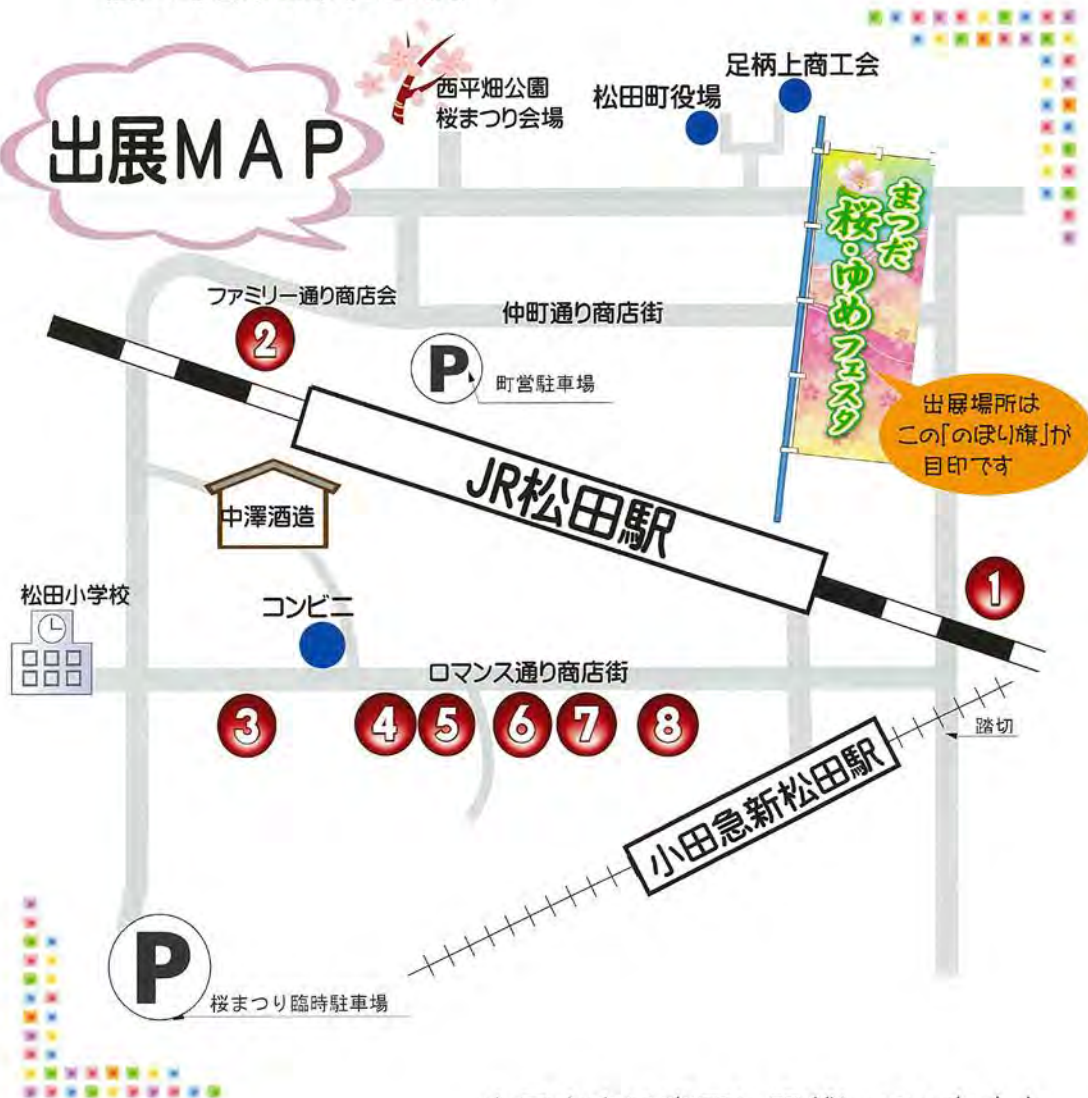 出展MAP
西平畑公園
桜まつり会場
松田町役場
足柄上商工会
まつだ
桜・ゆめフェスタ
ファミリー通り商店会
2
仲町通り商店街
P
町営駐車場
出展場所は
この「のぼり旗」が
目印です
JR松田駅
中澤酒造
1
松田小学校
コンビニ
ロマンス通り商店街
3
4
5
6
7
8
踏切
小田急新松田駅
P
桜まつり臨時駐車場